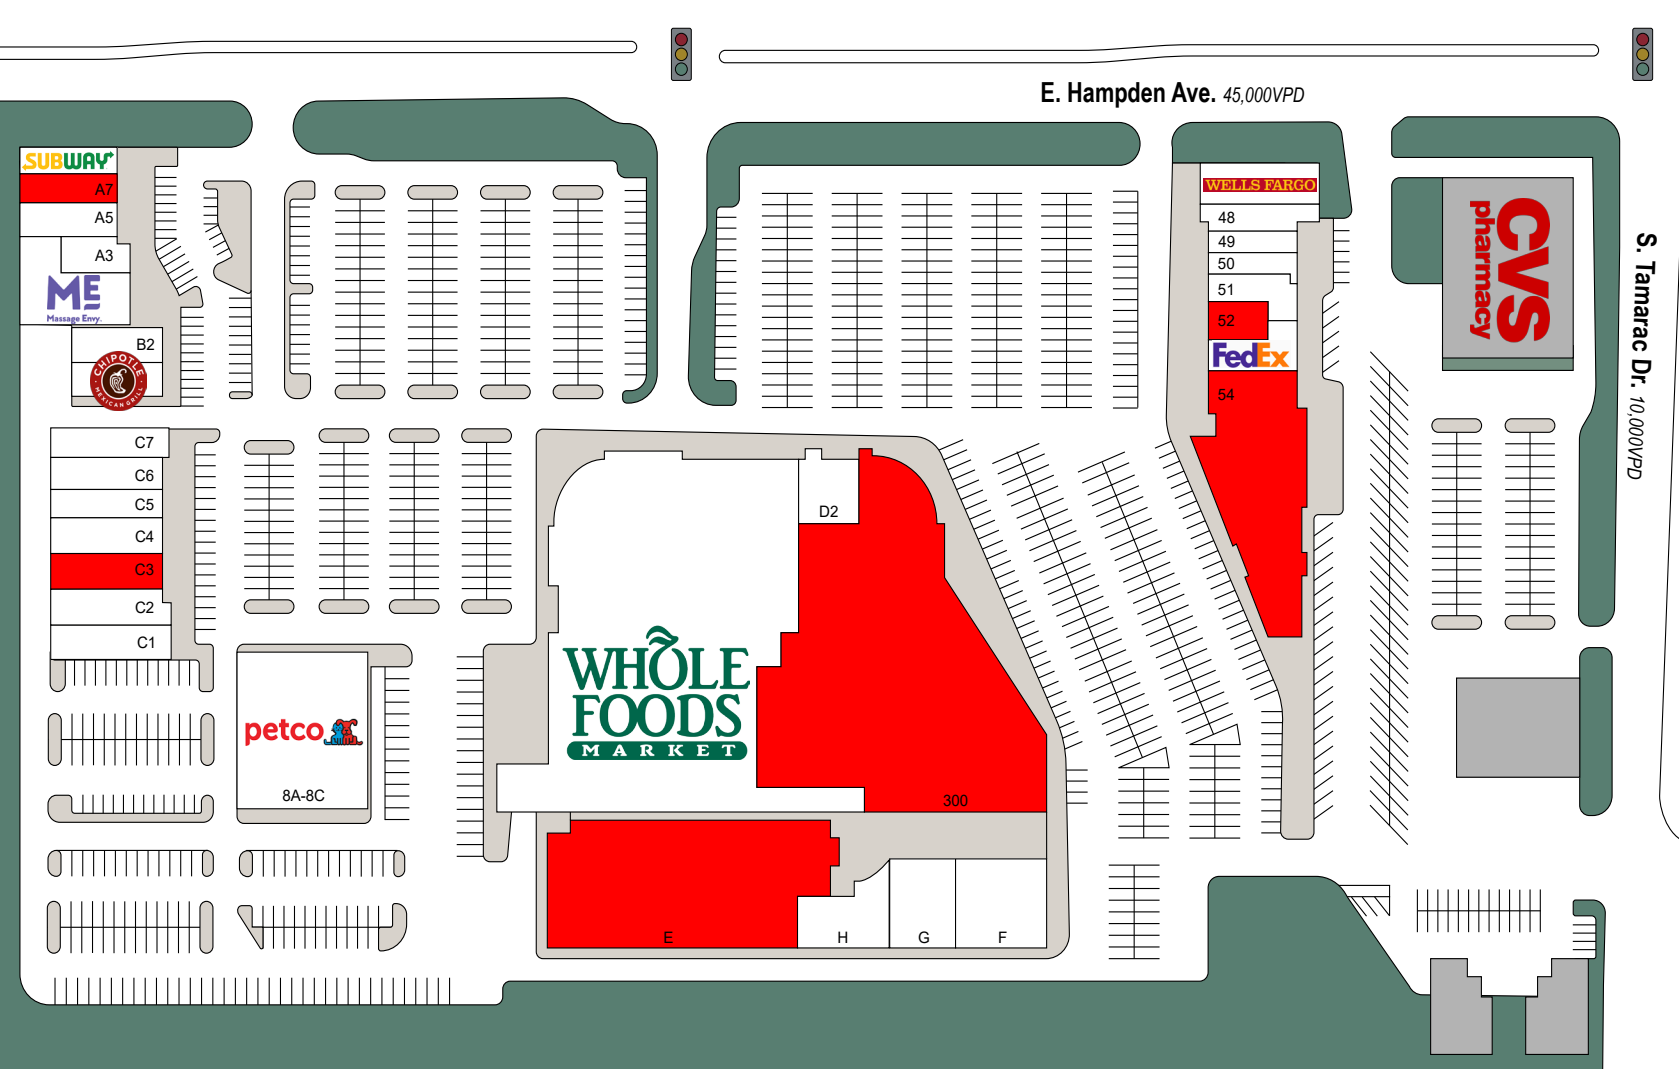 E. Hampden Ave. 45,000VPD
SUBWAY
A7
A5
A3
ME
Massage Envy.
B2
CHIPOTLE
MEXICAN GRILL
C7
C6
C5
C4
C3
C2
C1
petco
8A-8C
WHOLE
FOODS
MARKET
D2
300
E
H
G
F
WELLS FARGO
48
49
50
51
52
FedEx
54
CVS
pharmacy
S. Tamarac Dr. 10,000VPD